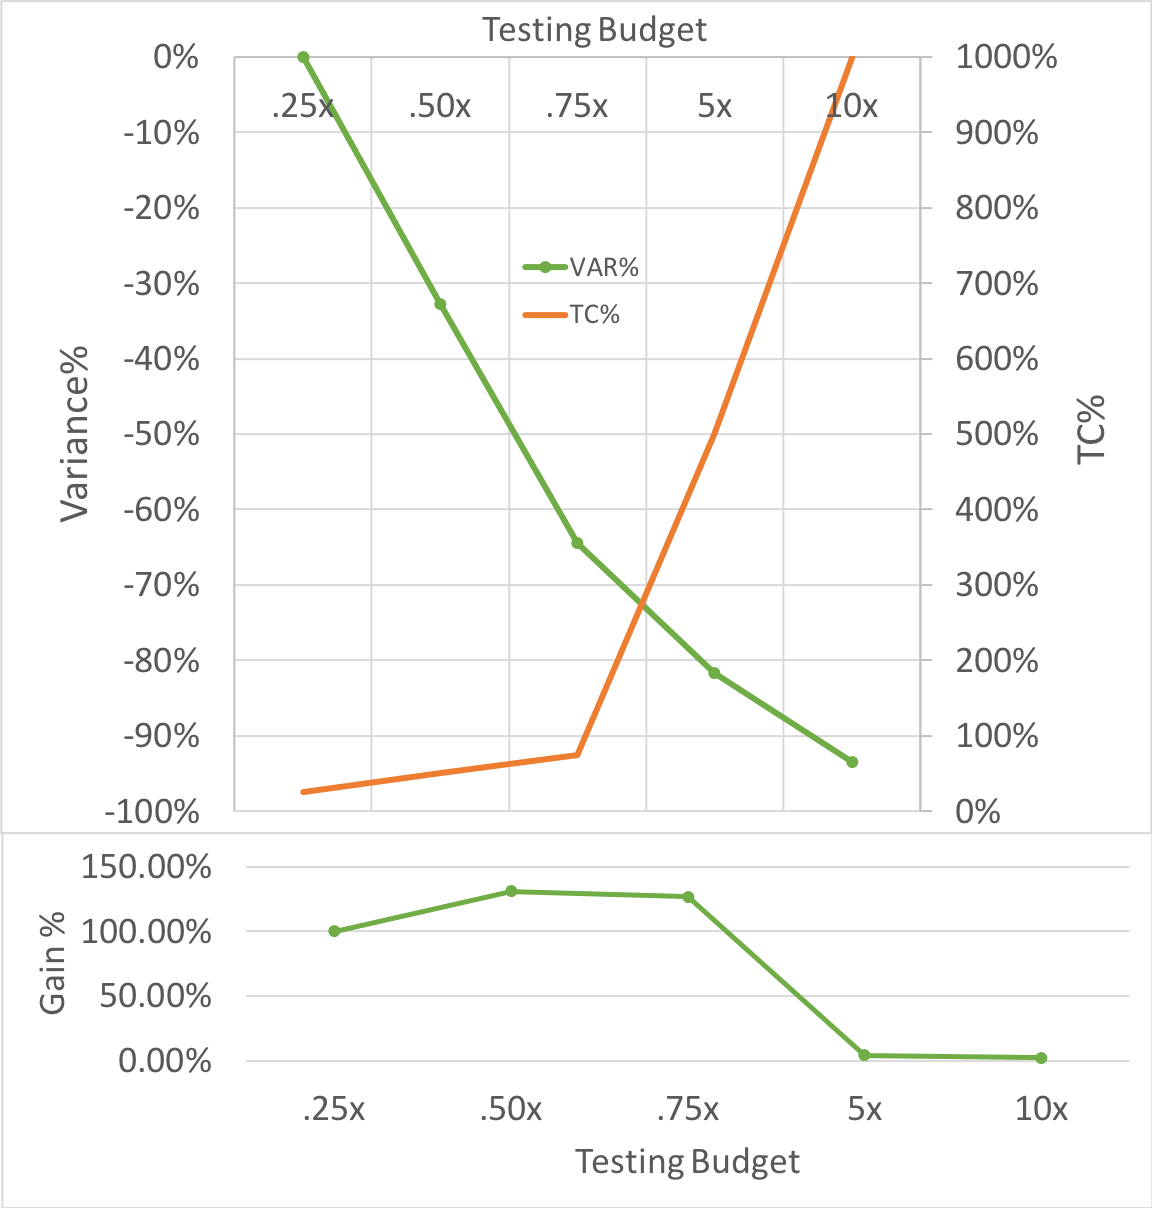 Testing Budget
0% 1000%
.25x .50x .75x 5x 10x
-10% 900%
-20% 800%
VAR%
-30% 700%
TC%
-40% 600%
Variance%
TC%
-50% 500%
-60% 400%
-70% 300%
-80% 200%
-90% 100%
-100% 0%
150.00%
100.00%
Gain %
50.00%
0.00%
.25x .50x .75x 5x 10x
Testing Budget